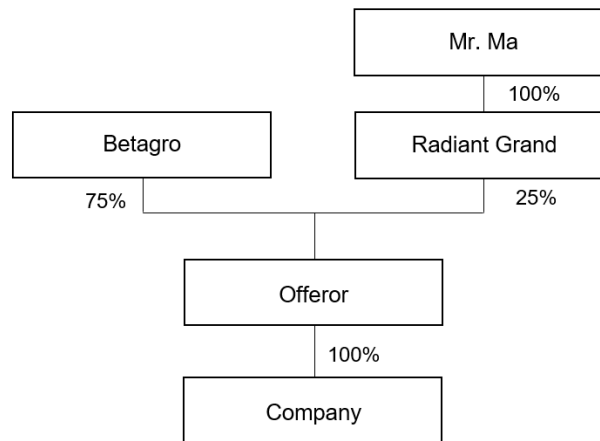 Mr. Ma
100%
Betagro
Radiant Grand
75%
25%
Offeror
100%
Company